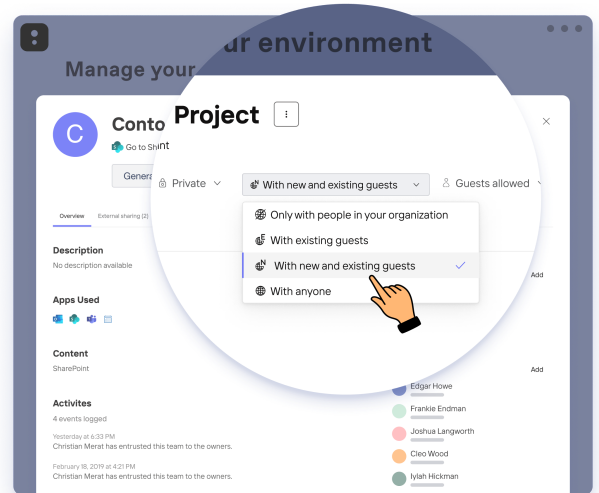 ur environment
Manage your
Project
Conto
Go to Sh
int
Genera
Private
With new and existing guests
Guests allowed
Only with people in your organization
With existing guests
With new and existing guests
With anyone
Overview
External sharing (2)
Description
No description available
Add
Apps Used
Content
SharePoint
Add
Edgar Howe
Activites
4 events logged
Frankie Endman
Yesterday at 6:33 PM
Christian Merat has entrusted this team to the owners.
Joshua Langworth
Cleo Wood
February 18, 2019 at 4:21 PM
Christian Merat has entrusted this team to the owners.
Iylah Hickman